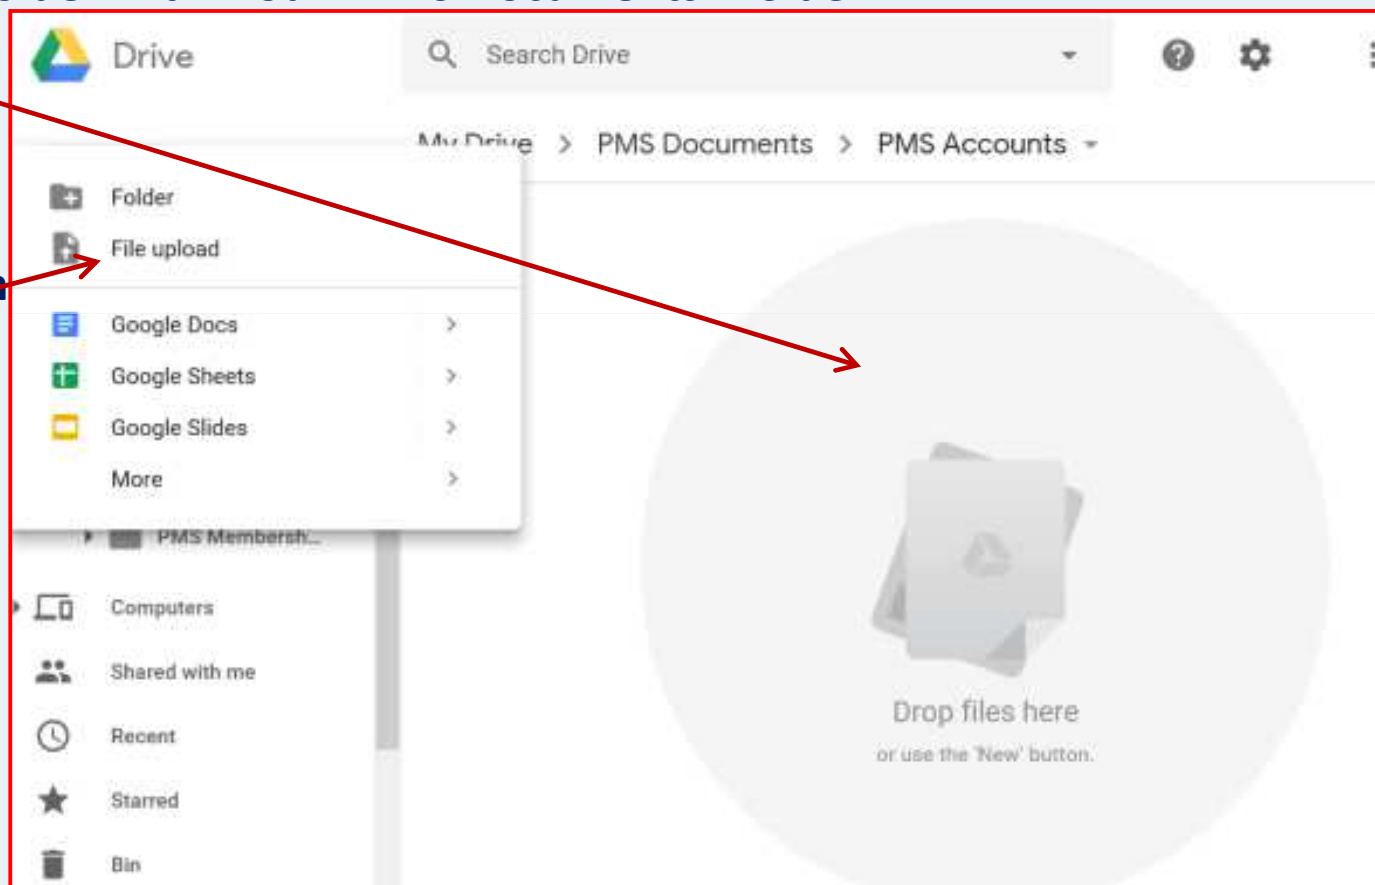 Drive
Search Drive
My Drive > PMS Documents > PMS Accounts
Folder
File upload
Google Docs >
Google Sheets >
Google Slides >
More >
PMS Membersh...
Computers
Shared with me
Recent
Starred
Bin
Drop files here
or use the 'New' button.